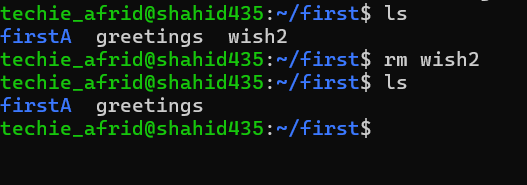 techie_afrid@shahid435:~/first$ ls
firstA  greetings  wish2
techie_afrid@shahid435:~/first$ rm wish2
techie_afrid@shahid435:~/first$ ls
firstA  greetings
techie_afrid@shahid435:~/first$